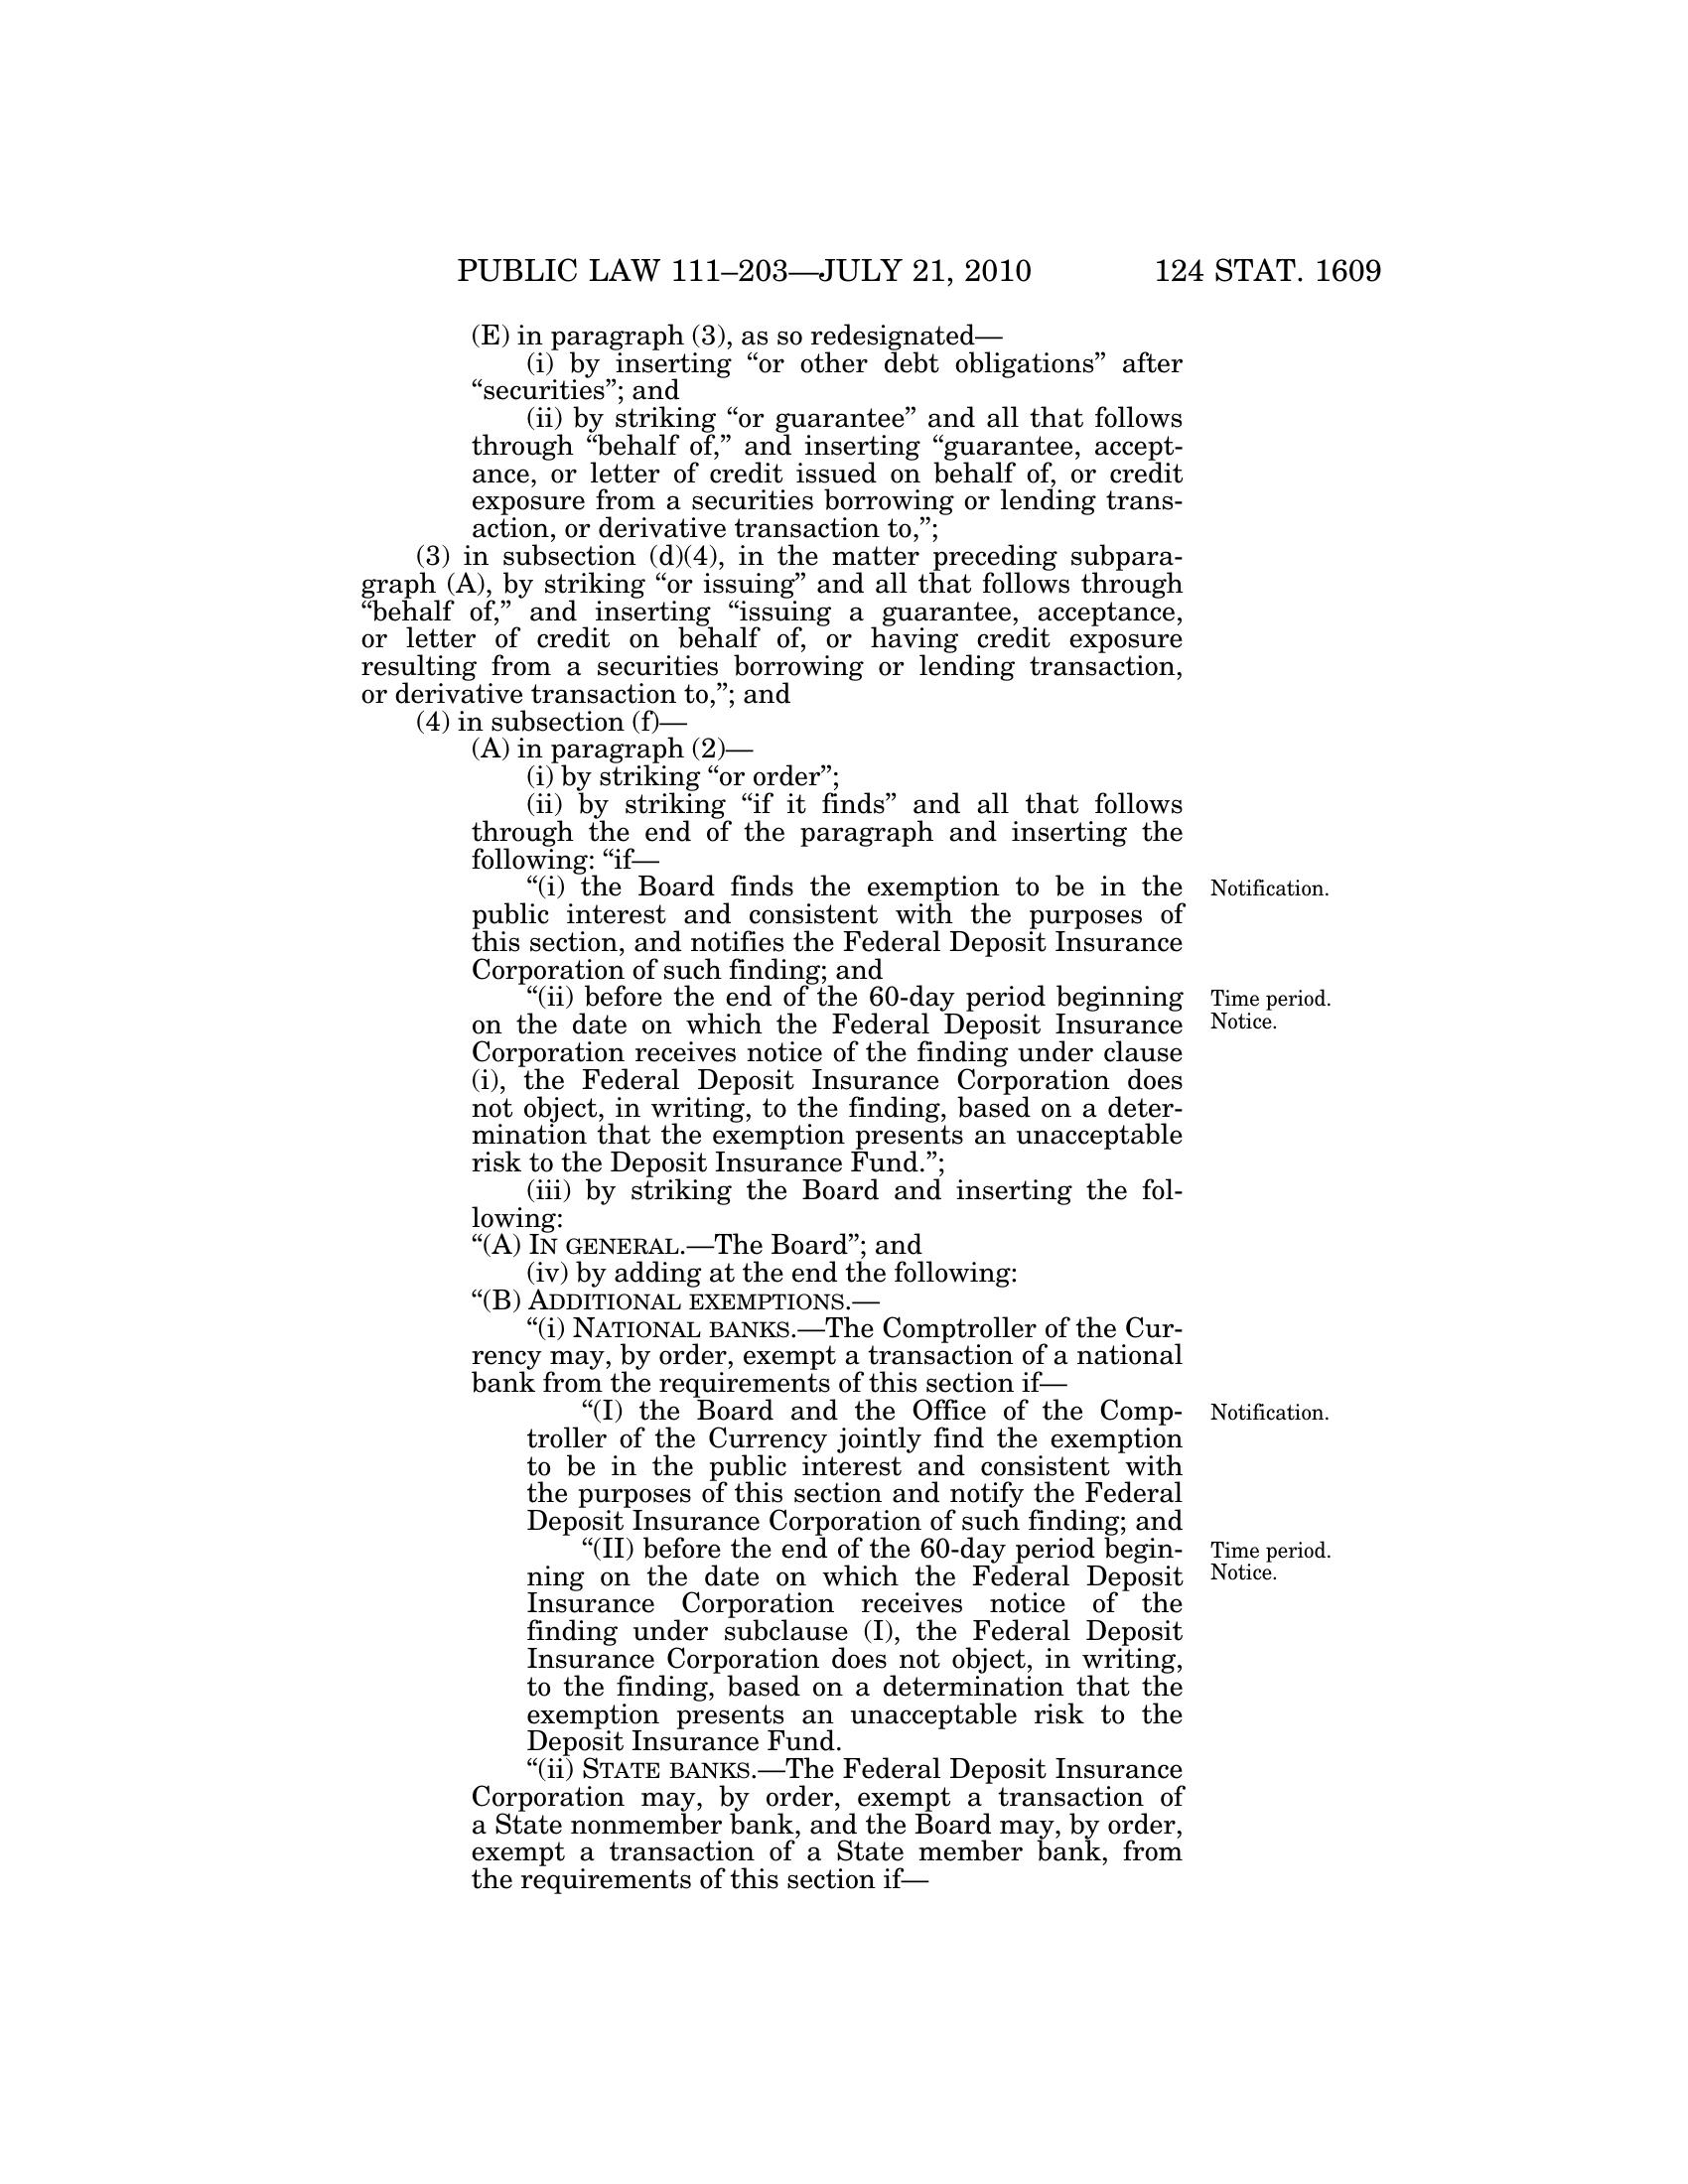 PUBLIC LAW 111–203—JULY 21, 2010 124 STAT. 1609
(E) in paragraph (3), as so redesignated—
(i) by inserting “or other debt obligations” after
“securities”; and
(ii) by striking “or guarantee” and all that follows
through “behalf of,” and inserting “guarantee, accept-
ance, or letter of credit issued on behalf of, or credit
exposure from a securities borrowing or lending trans-
action, or derivative transaction to,”;
(3) in subsection (d)(4), in the matter preceding subpara-
graph (A), by striking “or issuing” and all that follows through
“behalf of,” and inserting “issuing a guarantee, acceptance,
or letter of credit on behalf of, or having credit exposure
resulting from a securities borrowing or lending transaction,
or derivative transaction to,”; and
(4) in subsection (f)—
(A) in paragraph (2)—
(i) by striking “or order”;
(ii) by striking “if it finds” and all that follows
through the end of the paragraph and inserting the
following: “if—
“(i) the Board finds the exemption to be in the Notification.
public interest and consistent with the purposes of
this section, and notifies the Federal Deposit Insurance
Corporation of such finding; and
“(ii) before the end of the 60-day period beginning Time period.
on the date on which the Federal Deposit Insurance Notice.
Corporation receives notice of the finding under clause
(i), the Federal Deposit Insurance Corporation does
not object, in writing, to the finding, based on a deter-
mination that the exemption presents an unacceptable
risk to the Deposit Insurance Fund.”;
(iii) by striking the Board and inserting the fol-
lowing:
“(A) IN GENERAL.—The Board”; and
(iv) by adding at the end the following:
“(B) ADDITIONAL EXEMPTIONS.—
“(i) NATIONAL BANKS.—The Comptroller of the Cur-
rency may, by order, exempt a transaction of a national
bank from the requirements of this section if—
“(I) the Board and the Office of the Comp- Notification.
troller of the Currency jointly find the exemption
to be in the public interest and consistent with
the purposes of this section and notify the Federal
Deposit Insurance Corporation of such finding; and
“(II) before the end of the 60-day period begin- Time period.
ning on the date on which the Federal Deposit Notice.
Insurance Corporation receives notice of the
finding under subclause (I), the Federal Deposit
Insurance Corporation does not object, in writing,
to the finding, based on a determination that the
exemption presents an unacceptable risk to the
Deposit Insurance Fund.
“(ii) STATE BANKS.—The Federal Deposit Insurance
Corporation may, by order, exempt a transaction of
a State nonmember bank, and the Board may, by order,
exempt a transaction of a State member bank, from
the requirements of this section if—